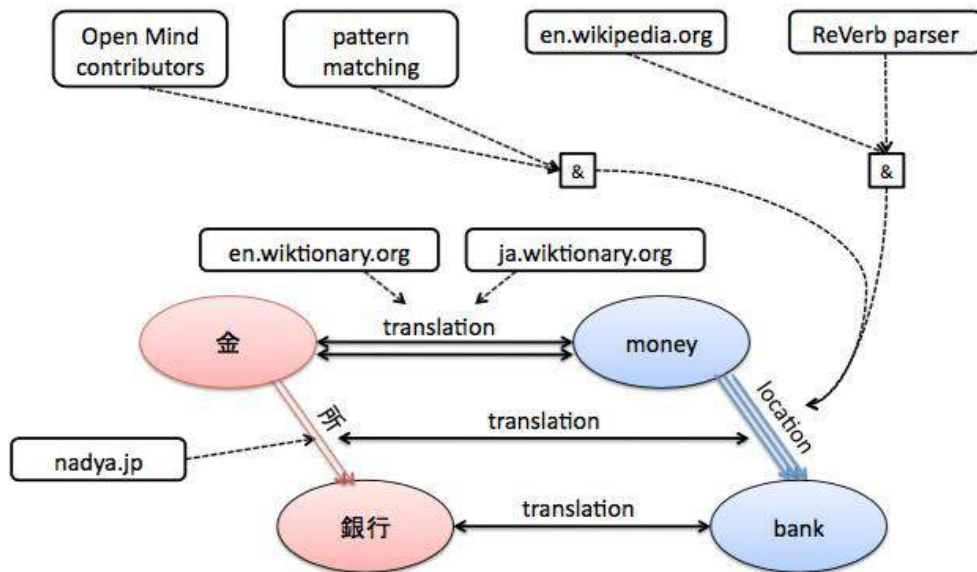 Open Mind
contributors
pattern
matching
en.wikipedia.org
ReVerb parser
&
&
en.wiktionary.org
ja.wiktionary.org
金
translation
money
所
translation
location
nadya.jp
銀行
translation
bank